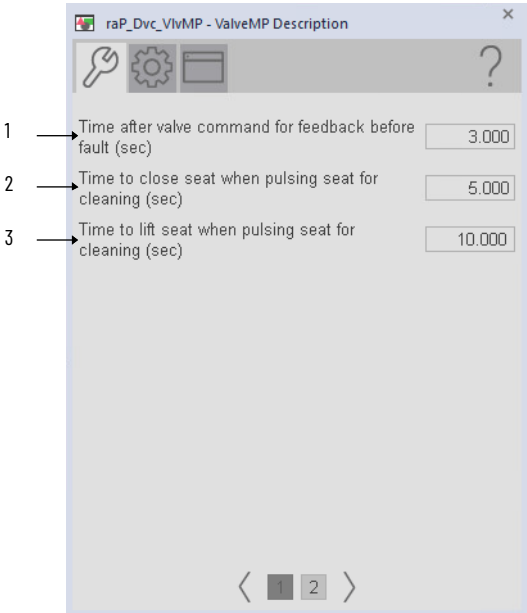 raP_Dvc_VlvMP - ValveMP Description
×
?
1
Time after valve command for feedback before
fault (sec)
3.000
2
Time to close seat when pulsing seat for
cleaning (sec)
5.000
3
Time to lift seat when pulsing seat for
cleaning (sec)
10.000
1 2